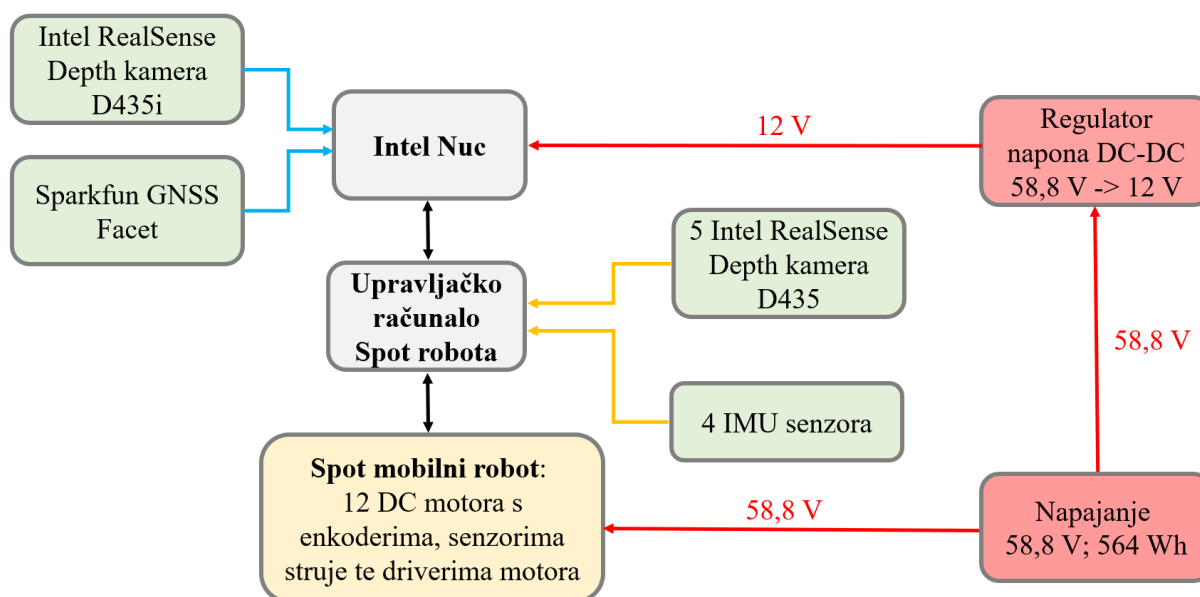 Intel RealSense
Depth kamera
D435i
Sparkfun GNSS
Facet
Intel Nuc
12 V
Regulator
napona DC-DC
58,8 V -> 12 V
5 Intel RealSense
Depth kamera
D435
Upravljačko
računalo
Spot robota
58,8 V
4 IMU senzora
Spot mobilni robot:
12 DC motora s
enkoderima, senzorima
struje te driverima motora
58,8 V
Napajanje
58,8 V; 564 Wh